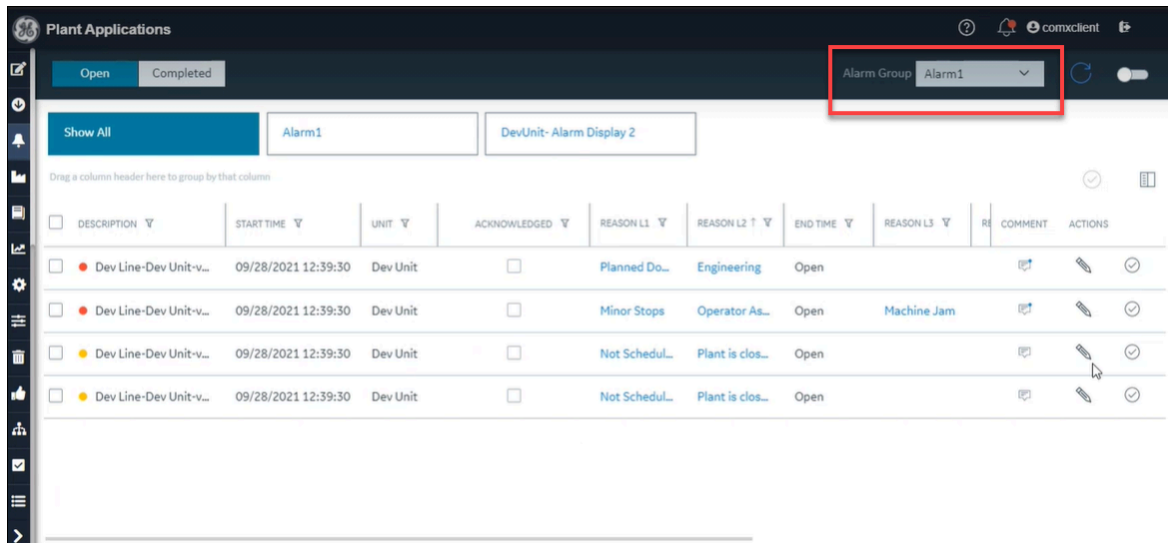 Plant Applications
comxclient
Open Completed
Alarm Group Alarm1
Show All Alarm1 DevUnit- Alarm Display 2
Drag a column header here to group by that column
DESCRIPTION START TIME UNIT ACKNOWLEDGED REASON L1 REASON L2 END TIME REASON L3 RE COMMENT ACTIONS
Dev Line-Dev Unit-v... 09/28/2021 12:39:30 Dev Unit Planned Do... Engineering Open
Dev Line-Dev Unit-v... 09/28/2021 12:39:30 Dev Unit Minor Stops Operator As... Open Machine Jam
Dev Line-Dev Unit-v... 09/28/2021 12:39:30 Dev Unit Not Schedul... Plant is clos... Open
Dev Line-Dev Unit-v... 09/28/2021 12:39:30 Dev Unit Not Schedul... Plant is clos... Open